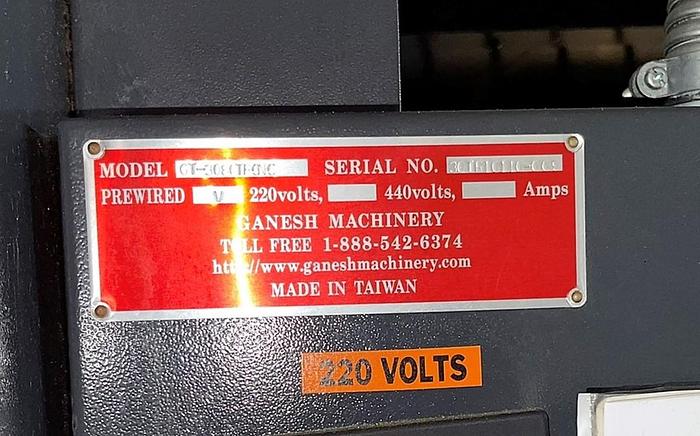 MODEL SERIAL NO.
PREWIRED V 220volts, 440volts, Amps
GANESH MACHINERY
TOLL FREE 1-888-542-6374
http://www.ganeshmachinery.com
MADE IN TAIWAN
220 VOLTS